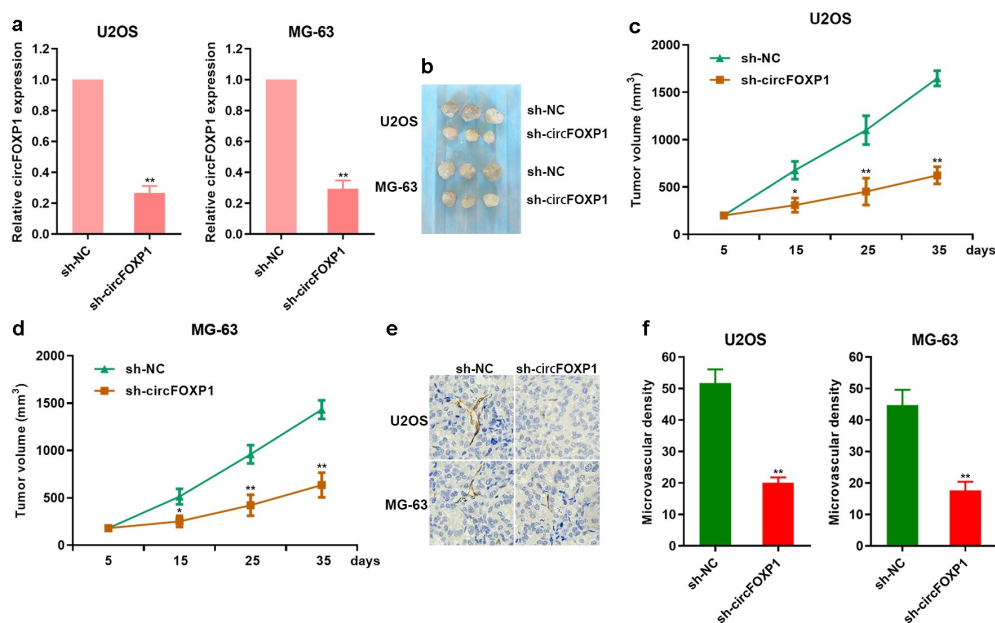 a
U2OS
MG-63
Relative circFOXP1 expression
1.2
1.0
0.8
0.6
0.4
0.2
0.0
**
sh-NC
sh-circFOXP1
Relative circFOXP1 expression
1.2
1.0
0.8
0.6
0.4
0.2
0.0
**
sh-NC
sh-circFOXP1
b
U2OS
sh-NC
sh-circFOXP1
MG-63
sh-NC
sh-circFOXP1
c
U2OS
Tumor volume (mm³)
2000
1500
1000
500
0
sh-NC
sh-circFOXP1
*
**
**
5 15 25 35 days
d
MG-63
Tumor volume (mm³)
2000
1500
1000
500
0
sh-NC
sh-circFOXP1
*
**
**
5 15 25 35 days
e
sh-NC sh-circFOXP1
U2OS
MG-63
f
U2OS
Microvascular density
60
50
40
30
20
10
0
**
sh-NC
sh-circFOXP1
MG-63
Microvascular density
60
50
40
30
20
10
0
**
sh-NC
sh-circFOXP1